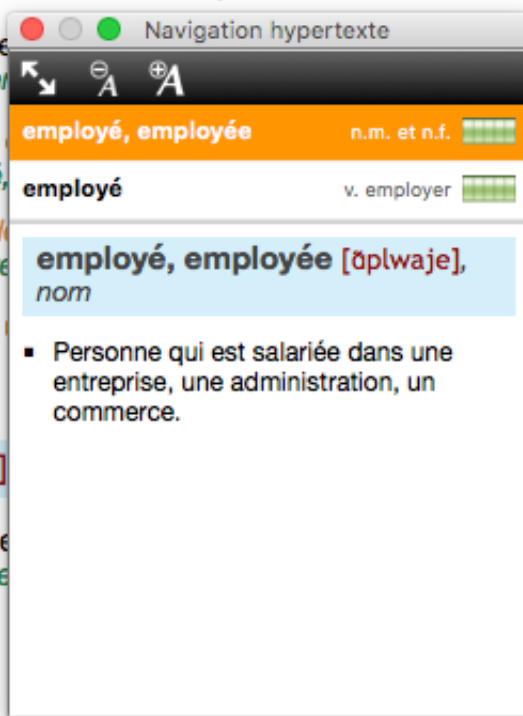 Navigation hypertexte
A A
employé, employée n.m. et n.f.
employé v. employer
employé, employée [ɑ̃plwaje],
nom
▪ Personne qui est salariée dans une
entreprise, une administration, un
commerce.